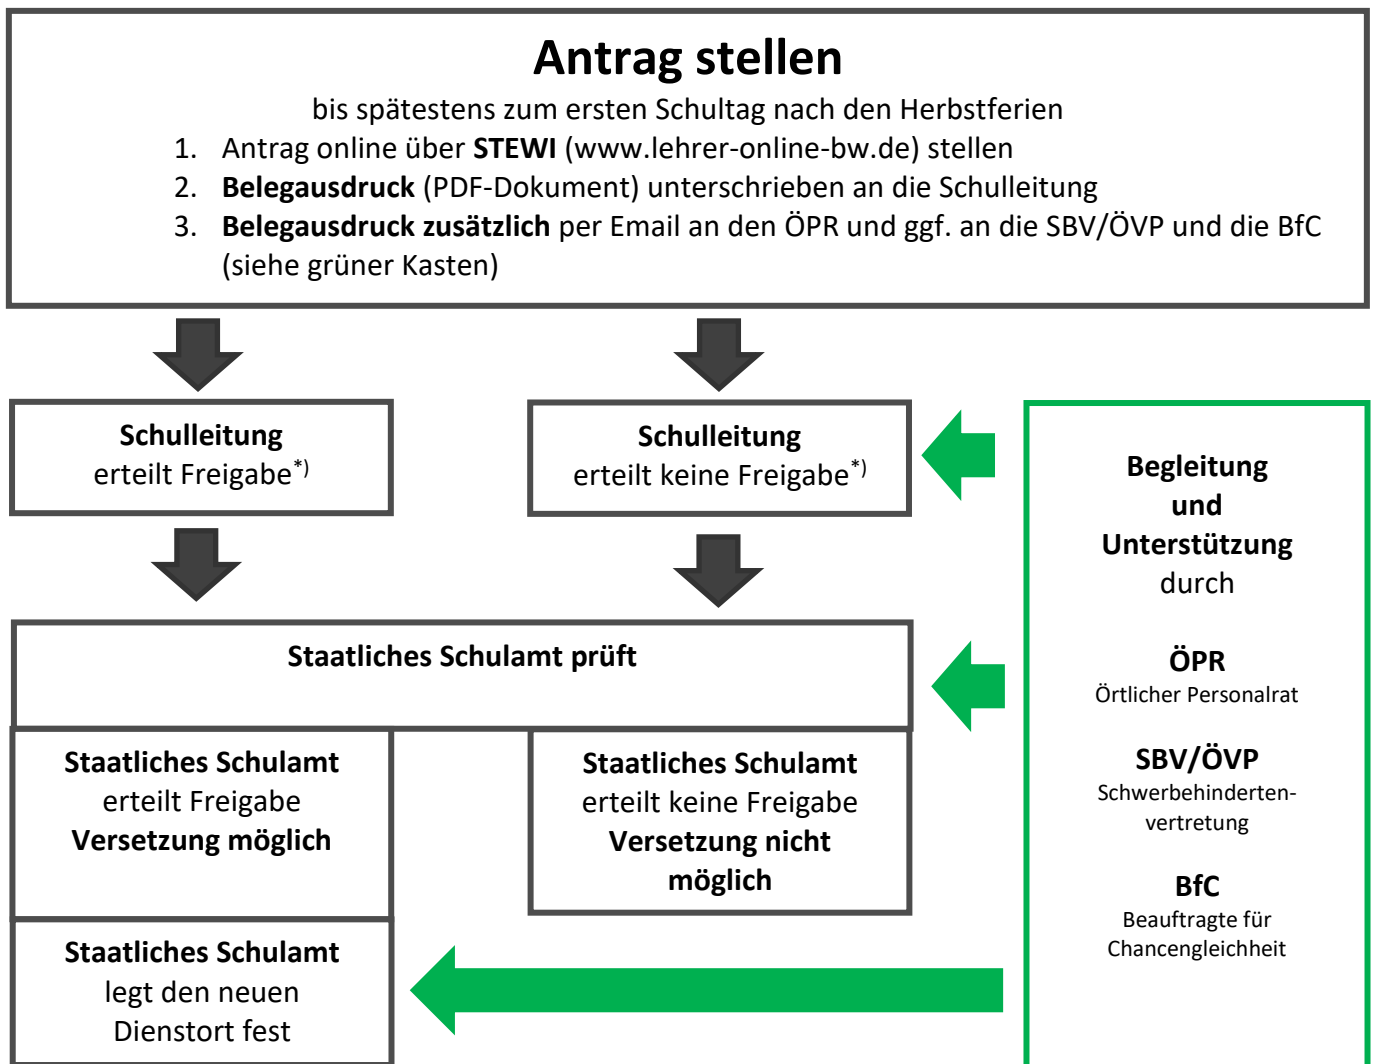 Antrag stellen
bis spätestens zum ersten Schultag nach den Herbstferien
1. Antrag online über STEWI (www.lehrer-online-bw.de) stellen
2. Belegausdruck (PDF-Dokument) unterschrieben an die Schulleitung
3. Belegausdruck zusätzlich per Email an den ÖPR und ggf. an die SBV/ÖVP und die BfC
(siehe grüner Kasten)
Schulleitung
erteilt Freigabe*)
Schulleitung
erteilt keine Freigabe*)
Staatliches Schulamt prüft
Staatliches Schulamt
erteilt Freigabe
Versetzung möglich
Staatliches Schulamt
erteilt keine Freigabe
Versetzung nicht
möglich
Staatliches Schulamt
legt den neuen
Dienstort fest
Begleitung
und
Unterstützung
durch
ÖPR
Örtlicher Personalrat
SBV/ÖVP
Schwerbehinderten-
vertretung
BfC
Beauftragte für
Chancengleichheit